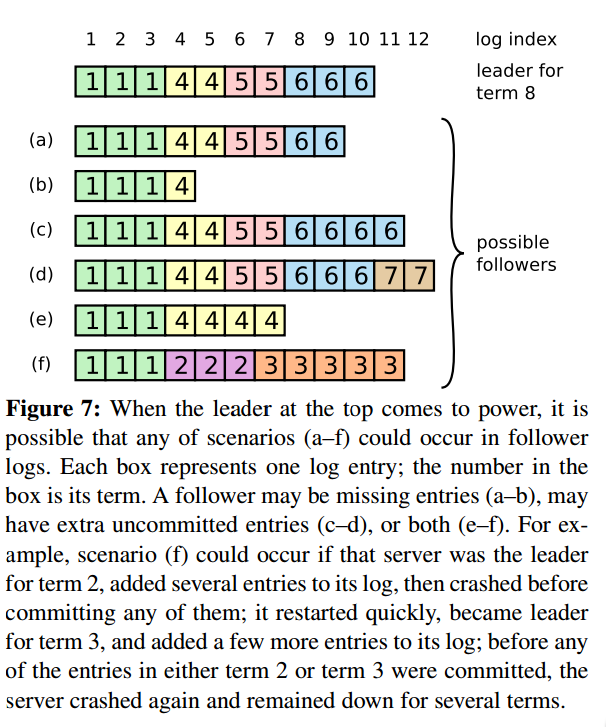 1 2 3 4 5 6 7 8 9 10 11 12 log index
1 1 1 4 4 5 5 6 6 6 leader for
term 8
(a) 1 1 1 4 4 5 5 6 6
(b) 1 1 1 4
(c) 1 1 1 4 4 5 5 6 6 6 6
(d) 1 1 1 4 4 5 5 6 6 6 7 7
possible
followers
(e) 1 1 1 4 4 4 4
(f) 1 1 1 2 2 2 3 3 3 3 3
Figure 7: When the leader at the top comes to power, it is
possible that any of scenarios (a–f) could occur in follower
logs. Each box represents one log entry; the number in the
box is its term. A follower may be missing entries (a–b), may
have extra uncommitted entries (c–d), or both (e–f). For ex-
ample, scenario (f) could occur if that server was the leader
for term 2, added several entries to its log, then crashed before
committing any of them; it restarted quickly, became leader
for term 3, and added a few more entries to its log; before any
of the entries in either term 2 or term 3 were committed, the
server crashed again and remained down for several terms.